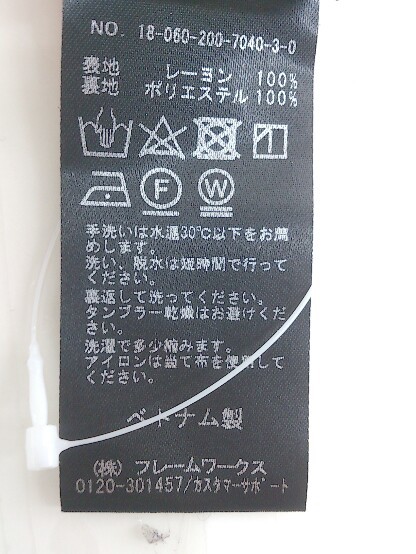 NO. 18-060-200-7040-3-0
表地 レーヨン 100%
裏地 ポリエステル 100%
F W
手洗いは水温30℃以下をお薦
めします。
洗い、脱水は短時間で行って
ください。
裏返して洗ってください。
タンブラー乾燥はお避けくだ
さい。
洗濯で多少縮みます。
アイロンは当て布を使用して
ください。
ベトナム製
(株) フレームワークス
0120-301457/カスタマーサポート